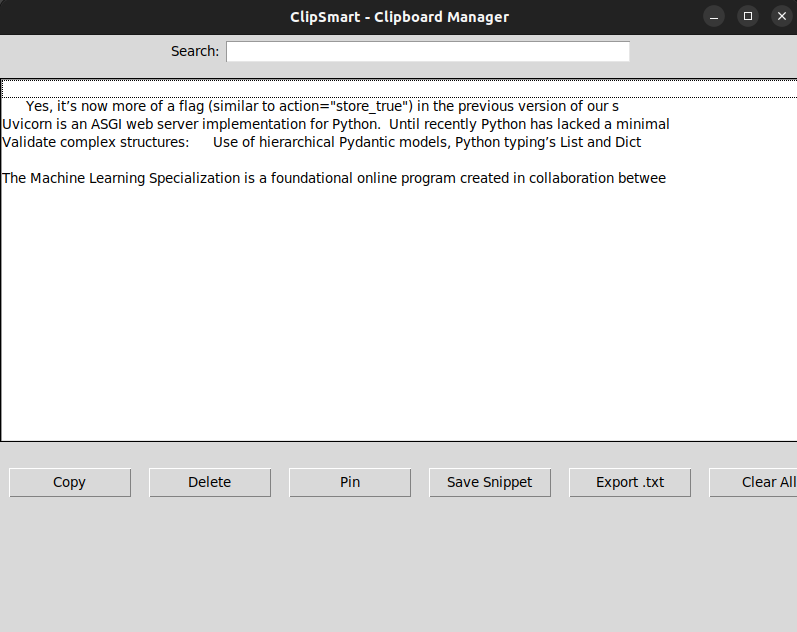 ClipSmart - Clipboard Manager
Search:
Yes, it’s now more of a flag (similar to action="store_true") in the previous version of our s
Uvicorn is an ASGI web server implementation for Python.  Until recently Python has lacked a minimal
Validate complex structures:      Use of hierarchical Pydantic models, Python typing’s List and Dict
The Machine Learning Specialization is a foundational online program created in collaboration betwee
Copy Delete Pin Save Snippet Export .txt Clear All